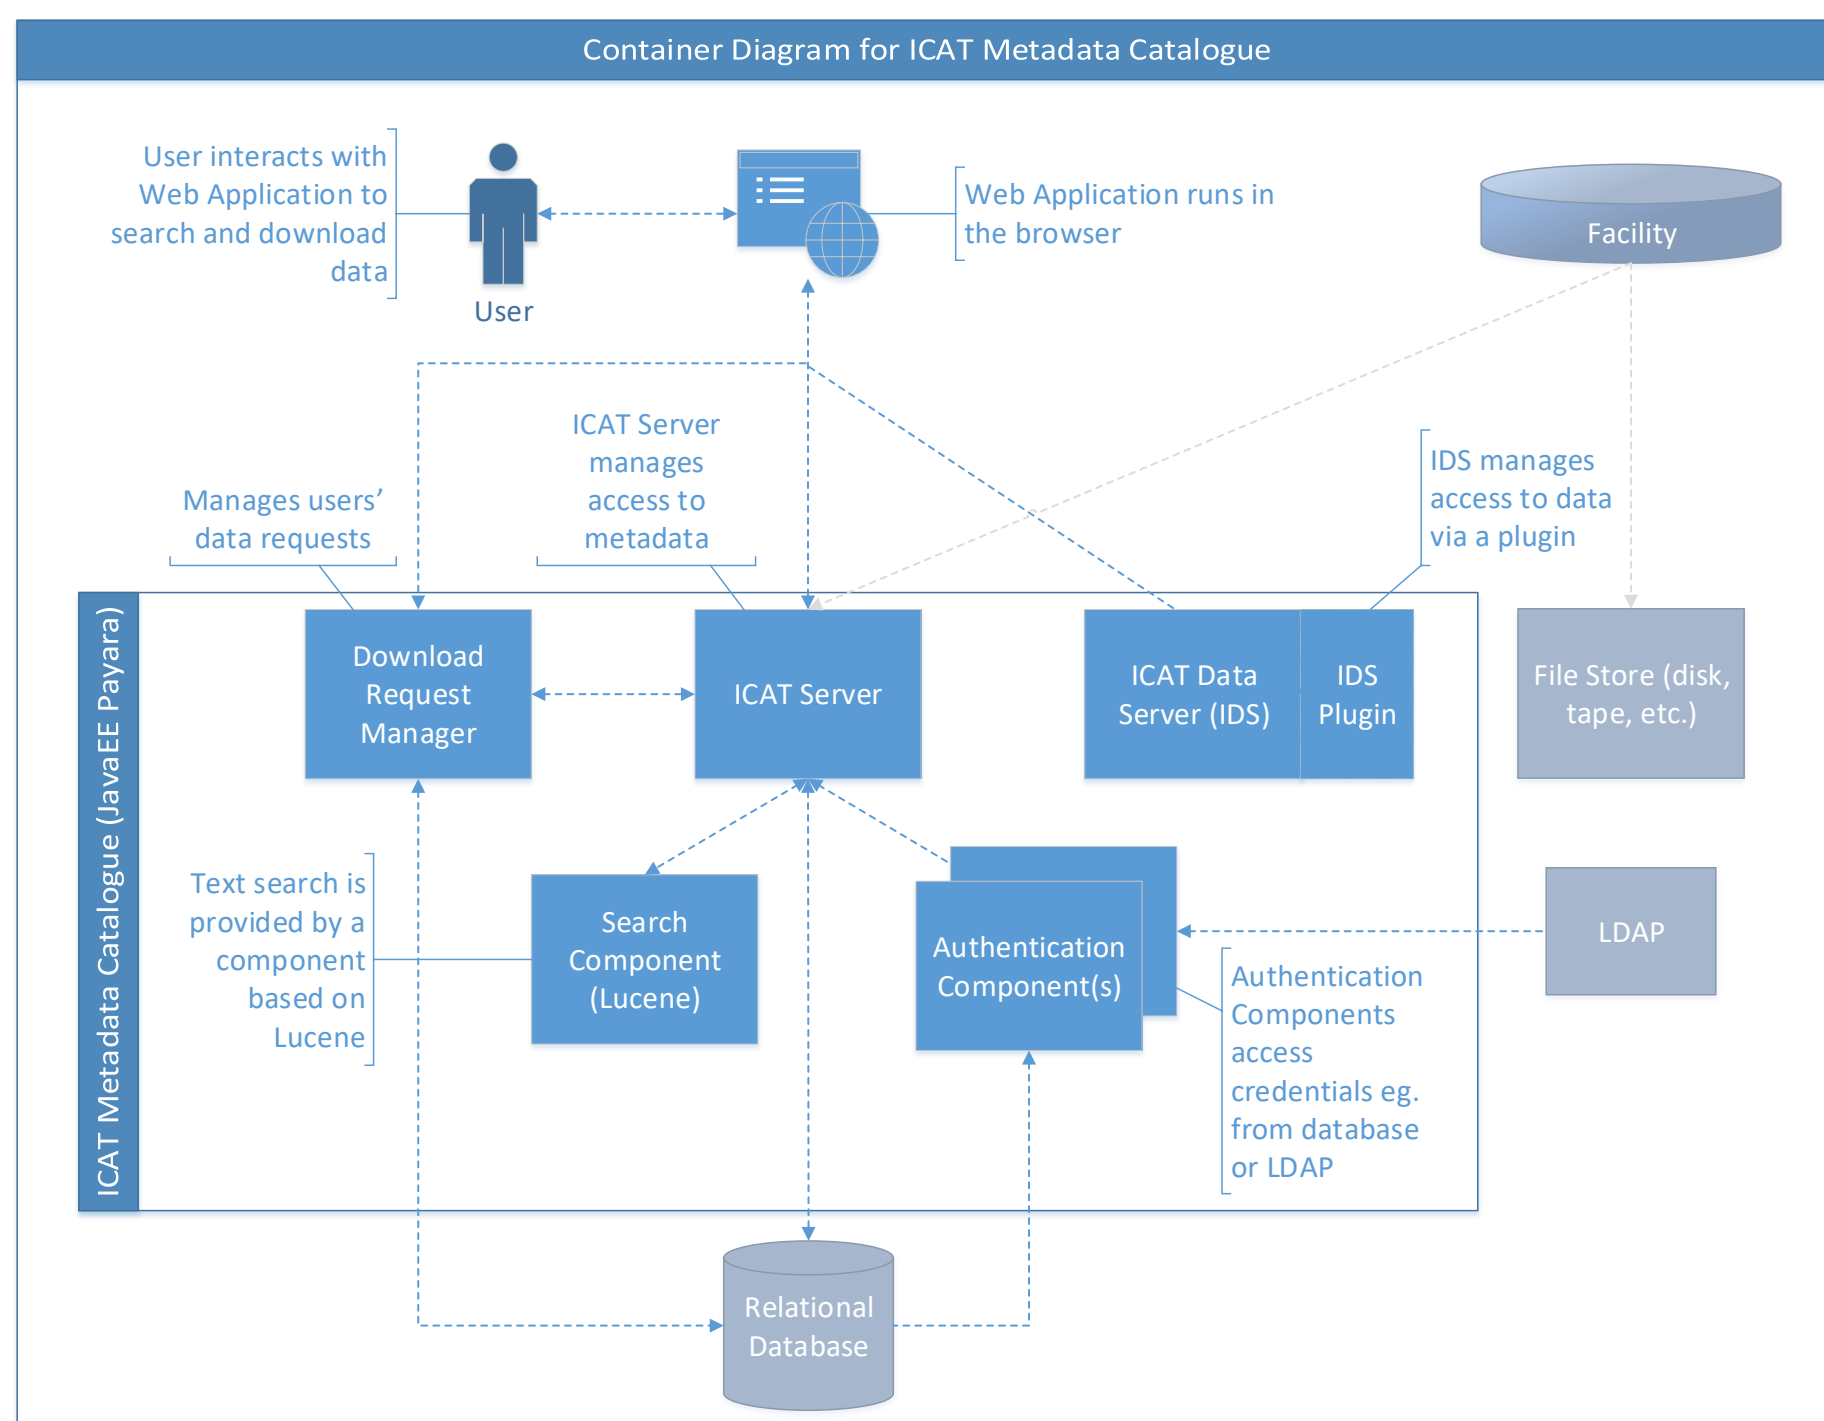 Container Diagram for ICAT Metadata Catalogue
User interacts with
Web Application to
search and download
data
User
Web Application runs in
the browser
Facility
ICAT Server
manages
access to
metadata
Manages users’
data requests
IDS manages
access to data
via a plugin
ICAT Metadata Catalogue (JavaEE Payara)
Download
Request
Manager
ICAT Server
ICAT Data
Server (IDS)
IDS
Plugin
File Store (disk,
tape, etc.)
Text search is
provided by a
component
based on
Lucene
Search
Component
(Lucene)
Authentication
Component(s)
LDAP
Authentication
Components
access
credentials eg.
from database
or LDAP
Relational
Database